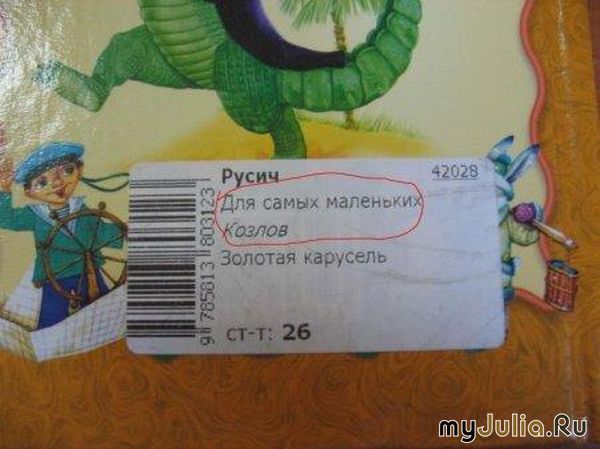 Русич 42028
Для самых маленьких
Козлов
Золотая карусель
ст-т: 26
9 785813 803123
myJulia.Ru